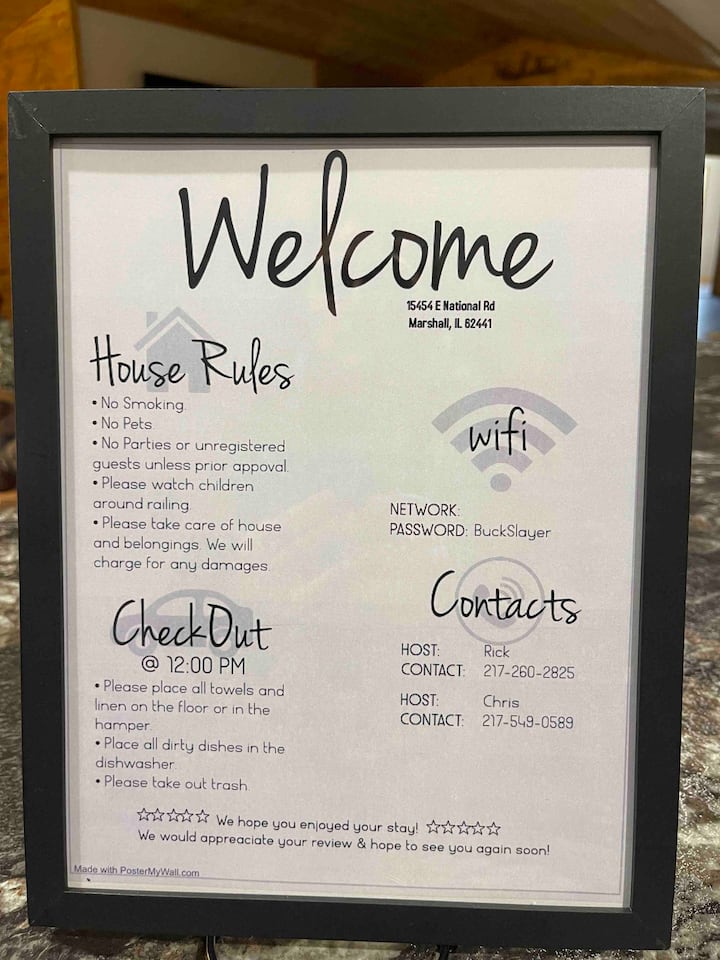 Welcome
15454 E National Rd
Marshall, IL 62441
House Rules
• No Smoking.
• No Pets.
• No Parties or unregistered
guests unless prior appoval.
• Please watch children
around railing.
• Please take care of house
and belongings. We will
charge for any damages.
wifi
NETWORK:
PASSWORD: BuckSlayer
CheckOut
@ 12:00 PM
• Please place all towels and
linen on the floor or in the
hamper.
• Place all dirty dishes in the
dishwasher.
• Please take out trash.
Contacts
HOST: Rick
CONTACT: 217-260-2825
HOST: Chris
CONTACT: 217-549-0589
☆☆☆☆☆ We hope you enjoyed your stay! ☆☆☆☆☆
We would appreaciate your review & hope to see you again soon!
Made with PosterMyWall.com